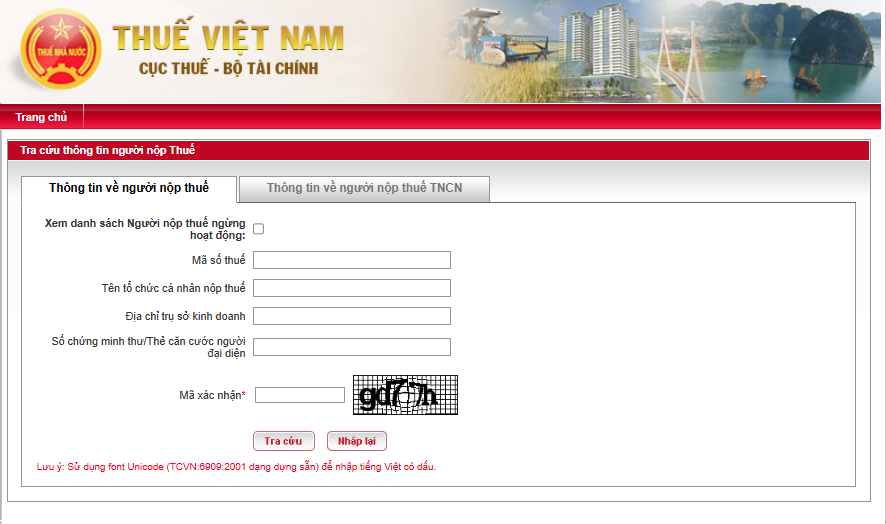 THUẾ NHÀ NƯỚC
THUẾ VIỆT NAM
CỤC THUẾ - BỘ TÀI CHÍNH
Trang chủ
Tra cứu thông tin người nộp Thuế
Thông tin về người nộp thuế
Thông tin về người nộp thuế TNCN
Xem danh sách Người nộp thuế ngừng
hoạt động:
Mã số thuế
Tên tổ chức cá nhân nộp thuế
Địa chỉ trụ sở kinh doanh
Số chứng minh thư/Thẻ căn cước người
đại diện
Mã xác nhận*
Tra cứu
Nhập lại
Lưu ý: Sử dụng font Unicode (TCVN:6909:2001 dạng dựng sẵn) để nhập tiếng Việt có dấu.